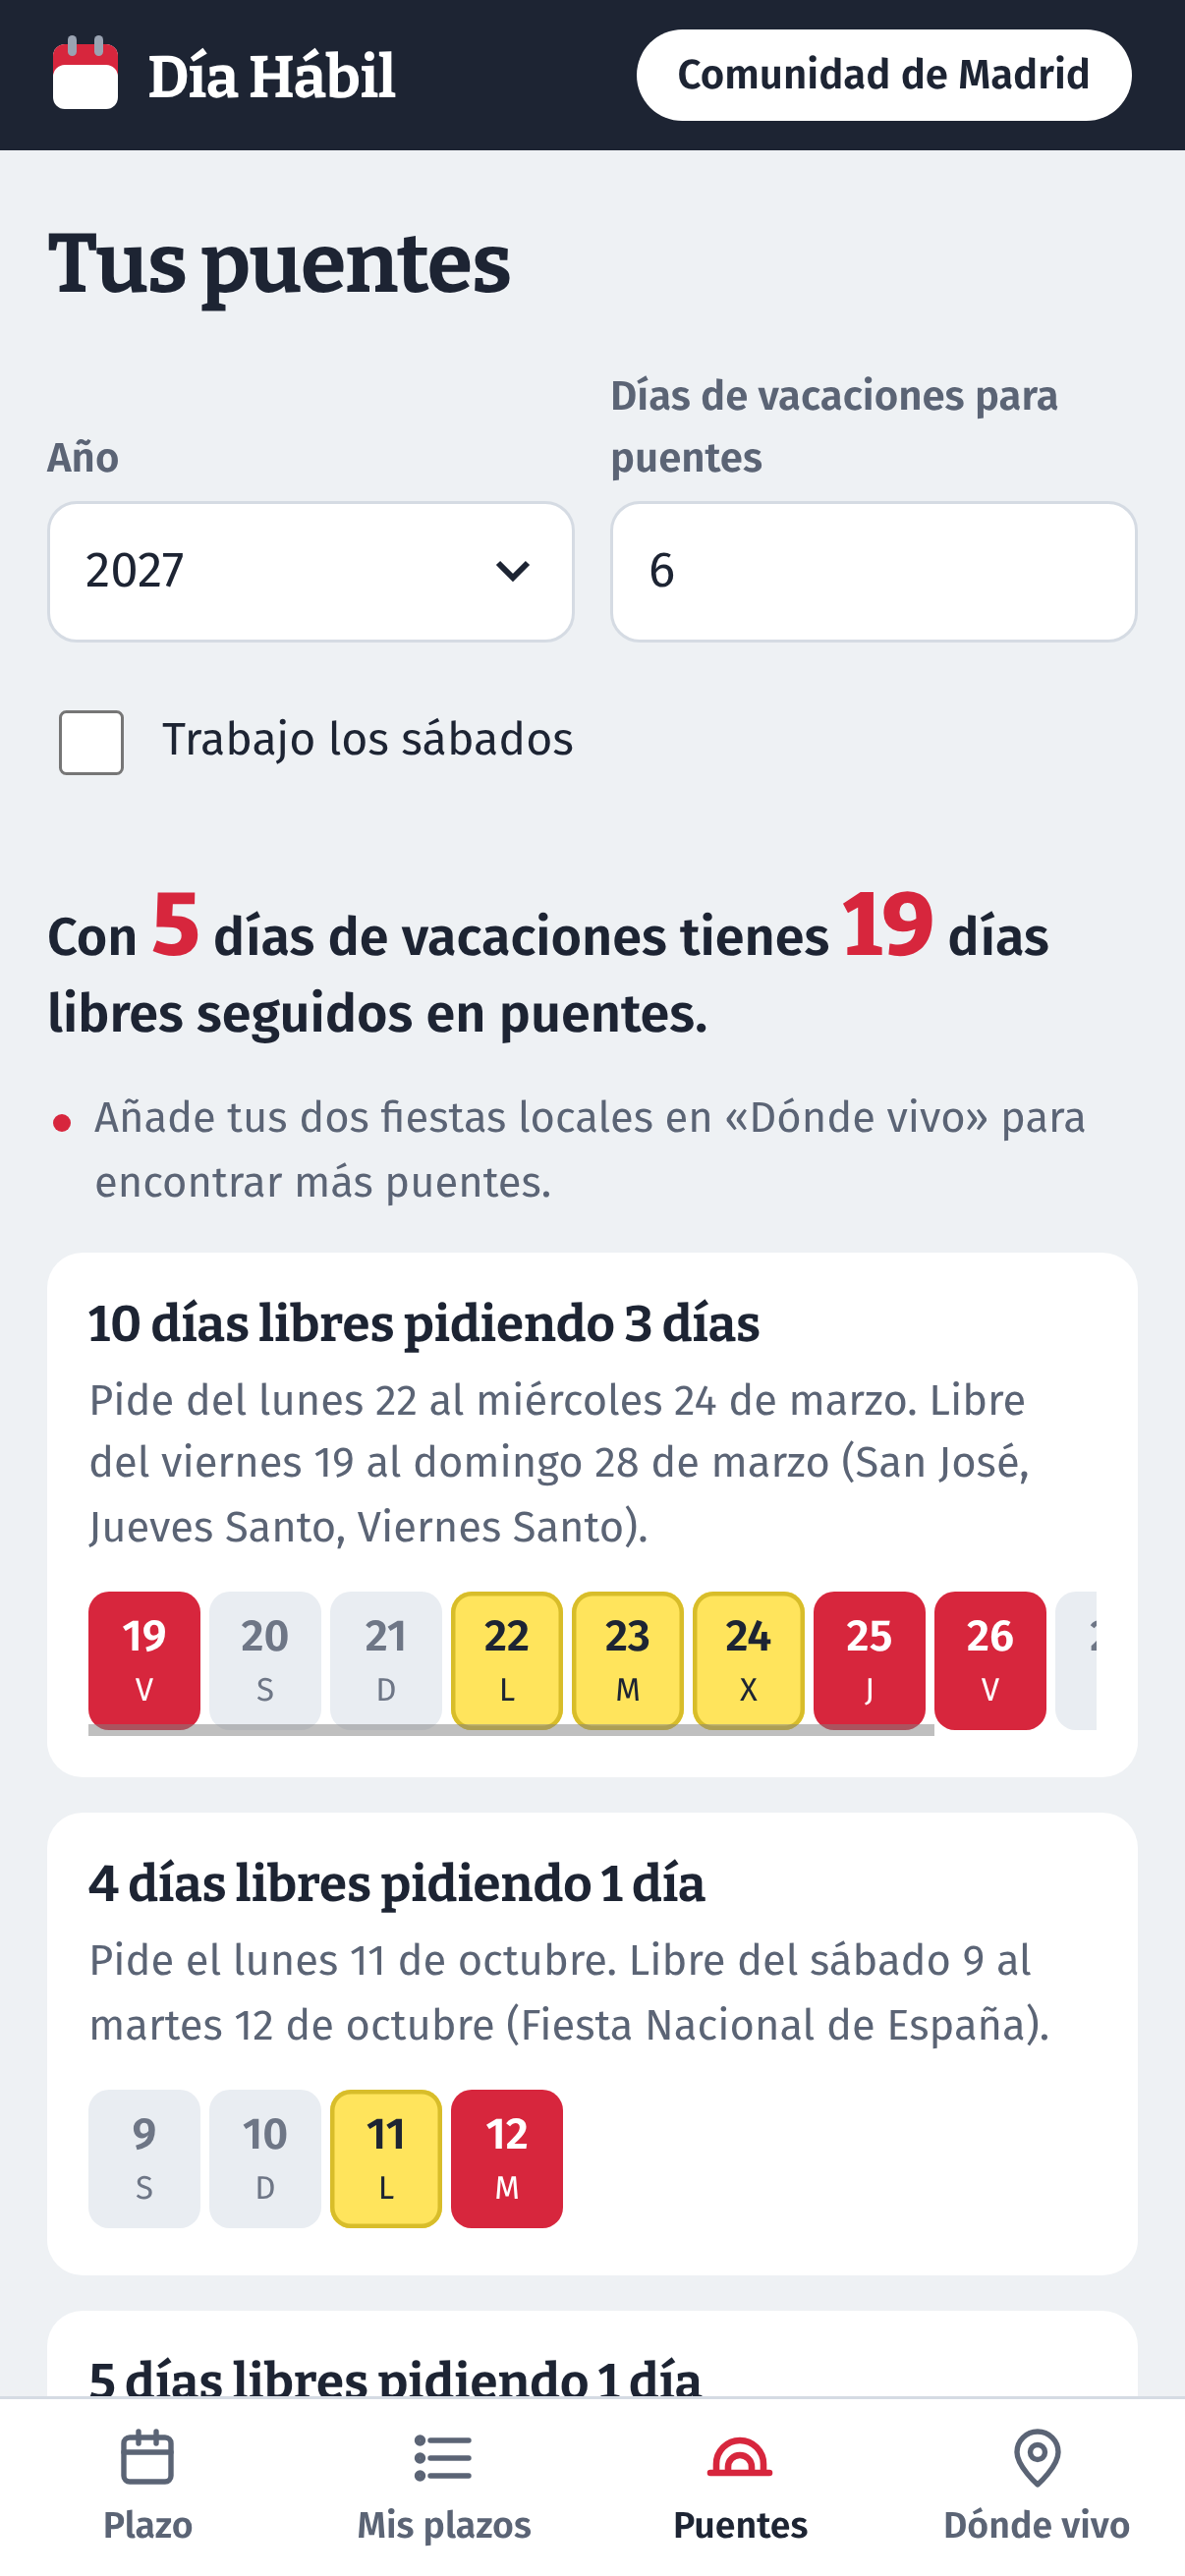 Día Hábil
Comunidad de Madrid
Tus puentes
Año
Días de vacaciones para
puentes
2027
6
Trabajo los sábados
Con 5 días de vacaciones tienes 19 días
libres seguidos en puentes.
Añade tus dos fiestas locales en «Dónde vivo» para
encontrar más puentes.
10 días libres pidiendo 3 días
Pide del lunes 22 al miércoles 24 de marzo. Libre
del viernes 19 al domingo 28 de marzo (San José,
Jueves Santo, Viernes Santo).
19 20 21 22 23 24 25 26
V S D L M X J V
4 días libres pidiendo 1 día
Pide el lunes 11 de octubre. Libre del sábado 9 al
martes 12 de octubre (Fiesta Nacional de España).
9 10 11 12
S D L M
5 días libres pidiendo 1 día
Plazo
Mis plazos
Puentes
Dónde vivo